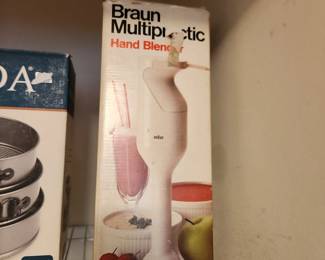 Braun
Multipractic
Hand Blender
DA